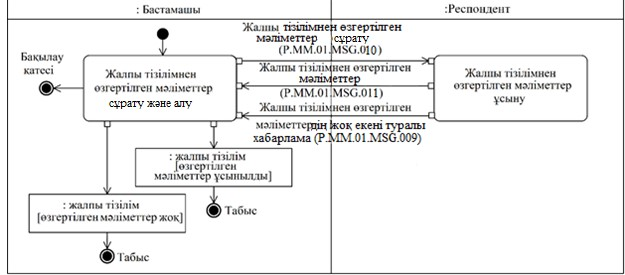 : Бастамашы
:Респондент
Жалпы тізілімнен өзгертілген
мәліметтер сұрату
(P.MM.01.MSG.010)
Бақылау
қатесі
Жалпы тізілімнен
өзгертілген мәліметтер
сұрату және алу
Жалпы тізілімнен өзгертілген
мәліметтер
(P.MM.01.MSG.011)
Жалпы тізілімнен
өзгертілген мәліметтер
ұсыну
Жалпы тізілімнен өзгертілген
мәліметтердің жоқ екені туралы
хабарлама (P.MM.01.MSG.009)
: жалпы тізілім
[өзгертілген
мәліметтер ұсынылды]
: жалпы тізілім
[өзгертілген мәліметтер жоқ]
Табыс
Табыс